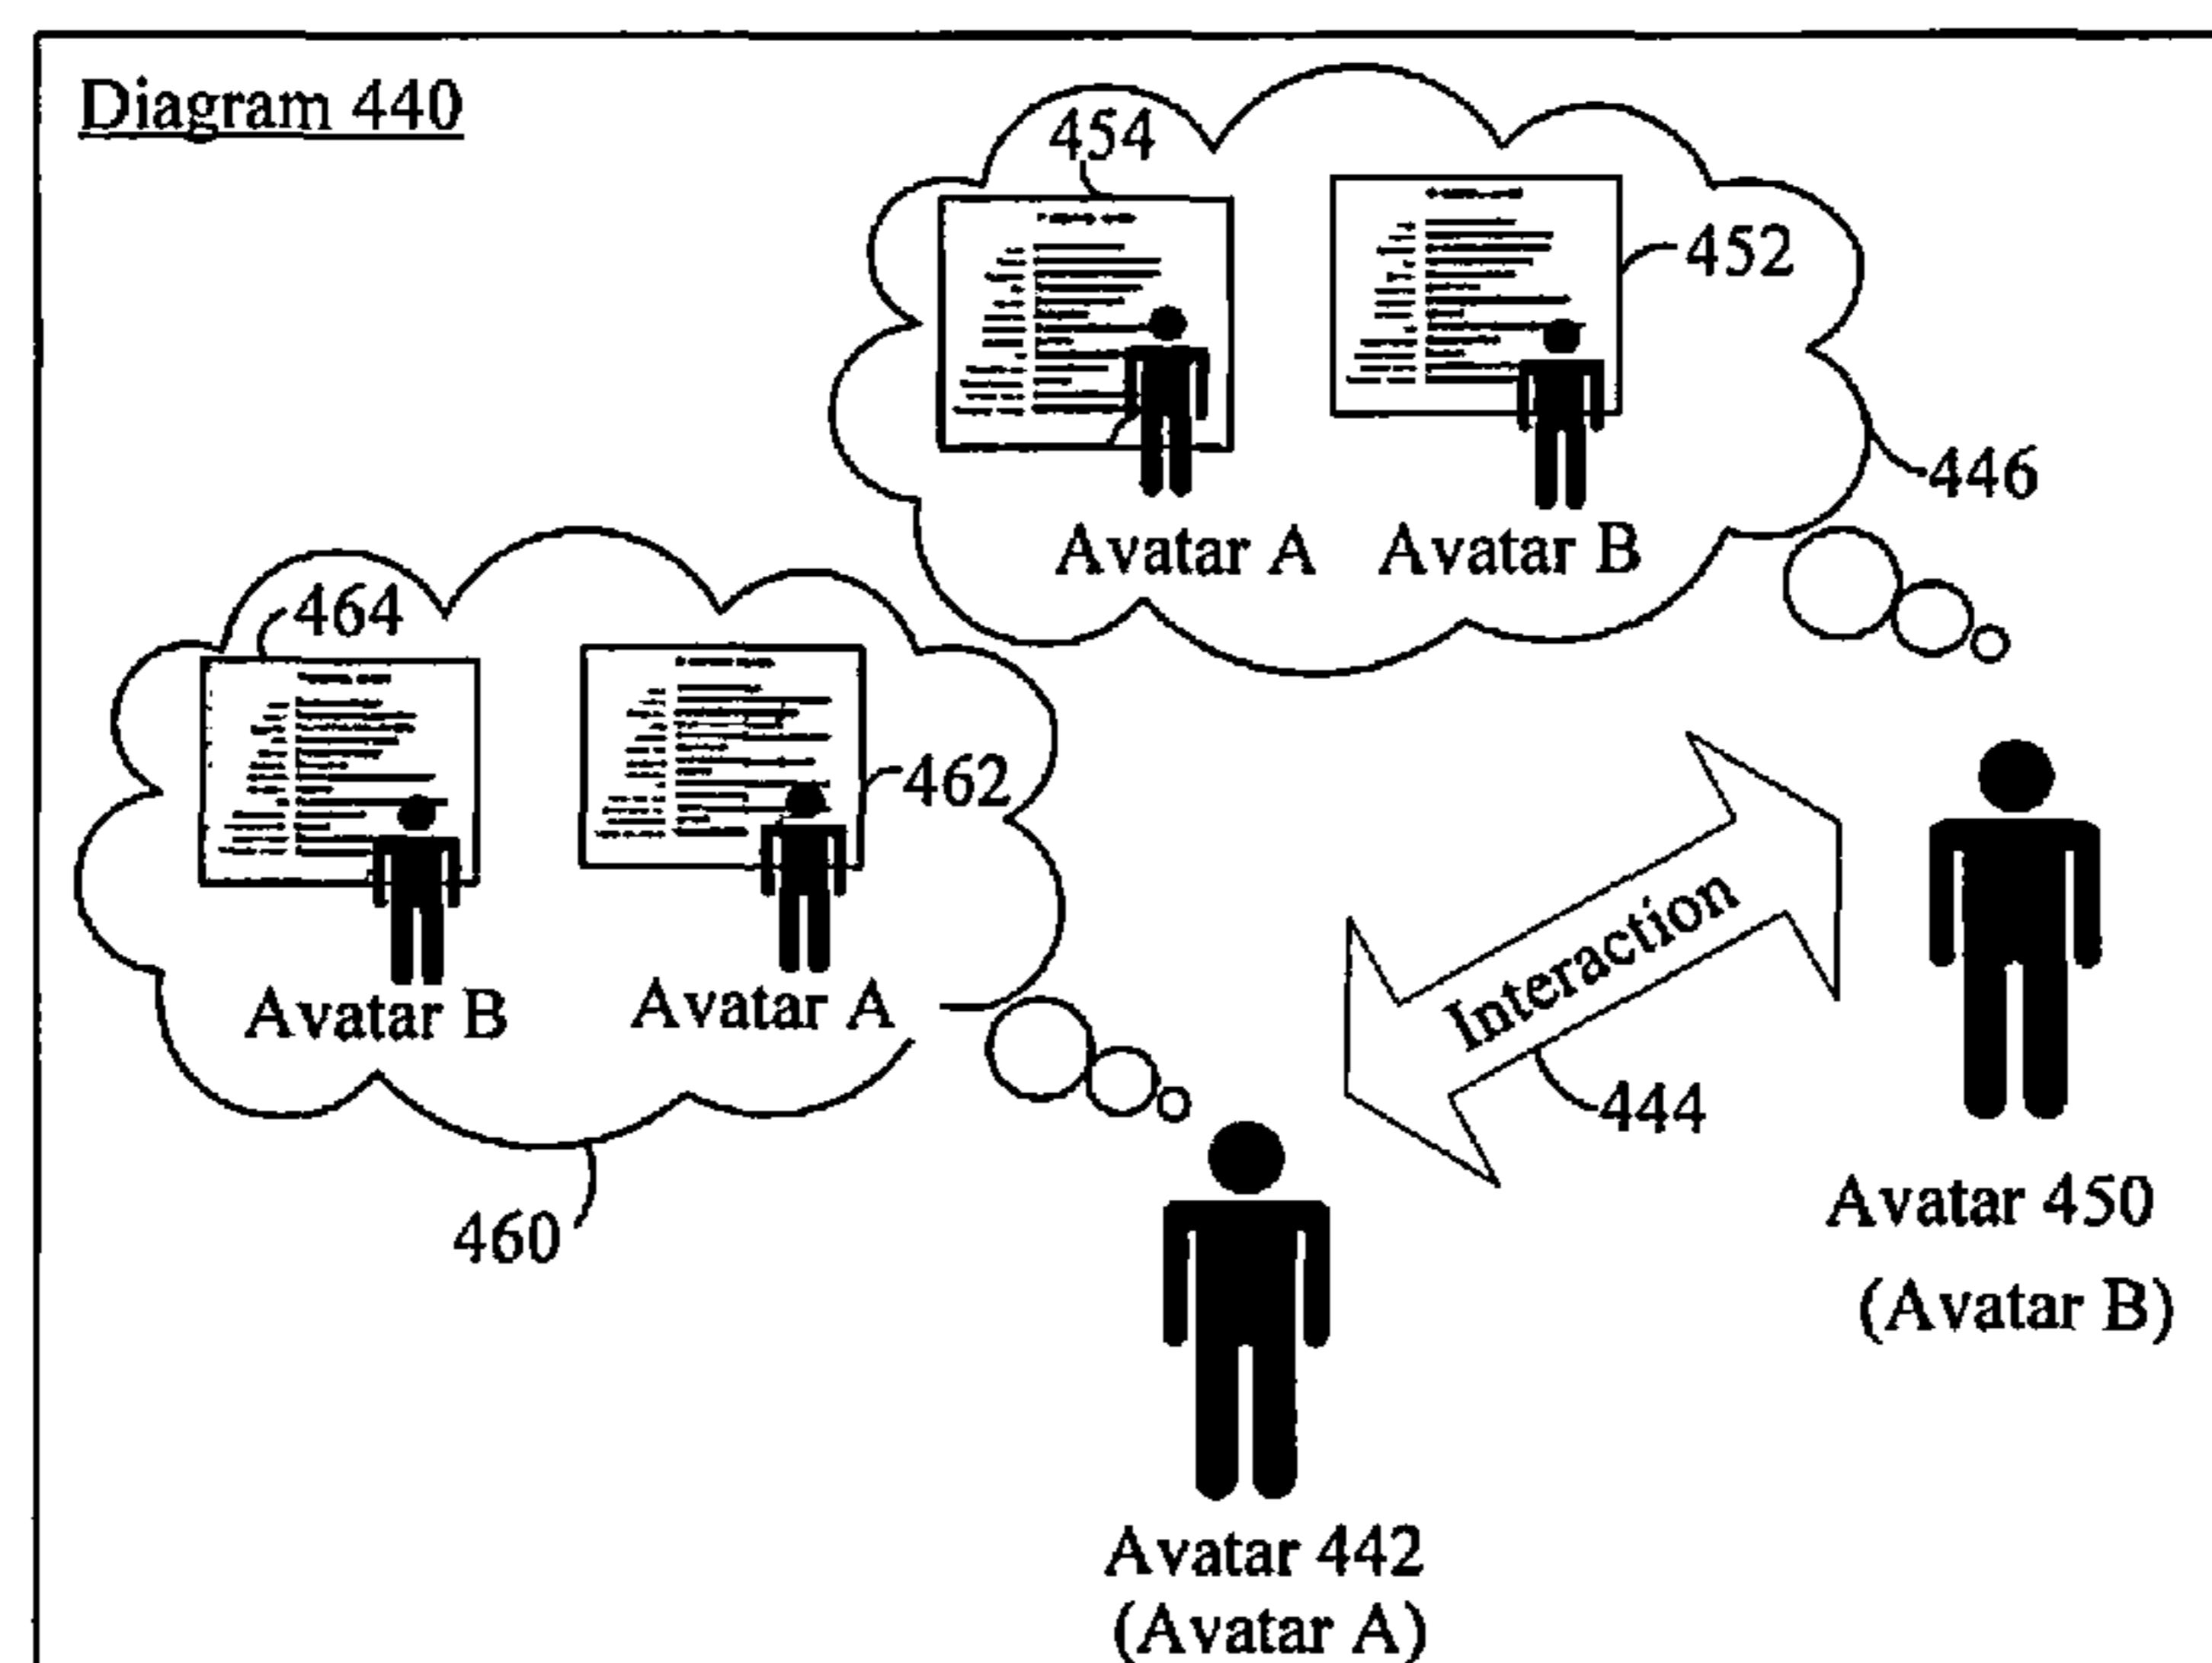 Diagram 440
454
452
446
Avatar A Avatar B
464
462
Avatar B Avatar A
Interaction
444
460
Avatar 450
(Avatar B)
Avatar 442
(Avatar A)